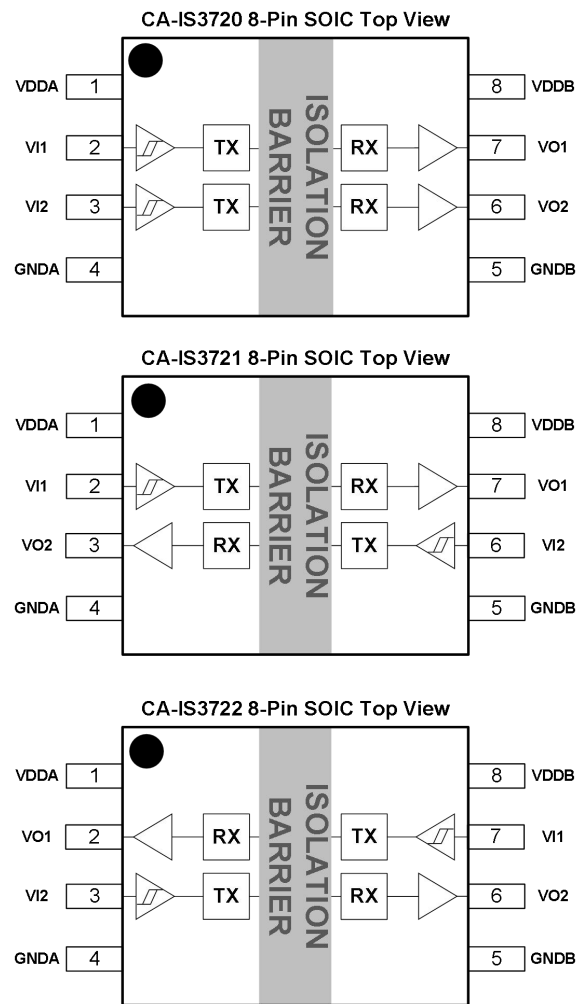 CA-IS3720 8-Pin SOIC Top View
VDDA 1 8 VDDB
VI1 2 TX RX 7 VO1
VI2 3 TX RX 6 VO2
GNDA 4 5 GNDB
ISOLATION
BARRIER
CA-IS3721 8-Pin SOIC Top View
VDDA 1 8 VDDB
VI1 2 TX RX 7 VO1
VO2 3 RX TX 6 VI2
GNDA 4 5 GNDB
ISOLATION
BARRIER
CA-IS3722 8-Pin SOIC Top View
VDDA 1 8 VDDB
VO1 2 RX TX 7 VI1
VI2 3 TX RX 6 VO2
GNDA 4 5 GNDB
ISOLATION
BARRIER